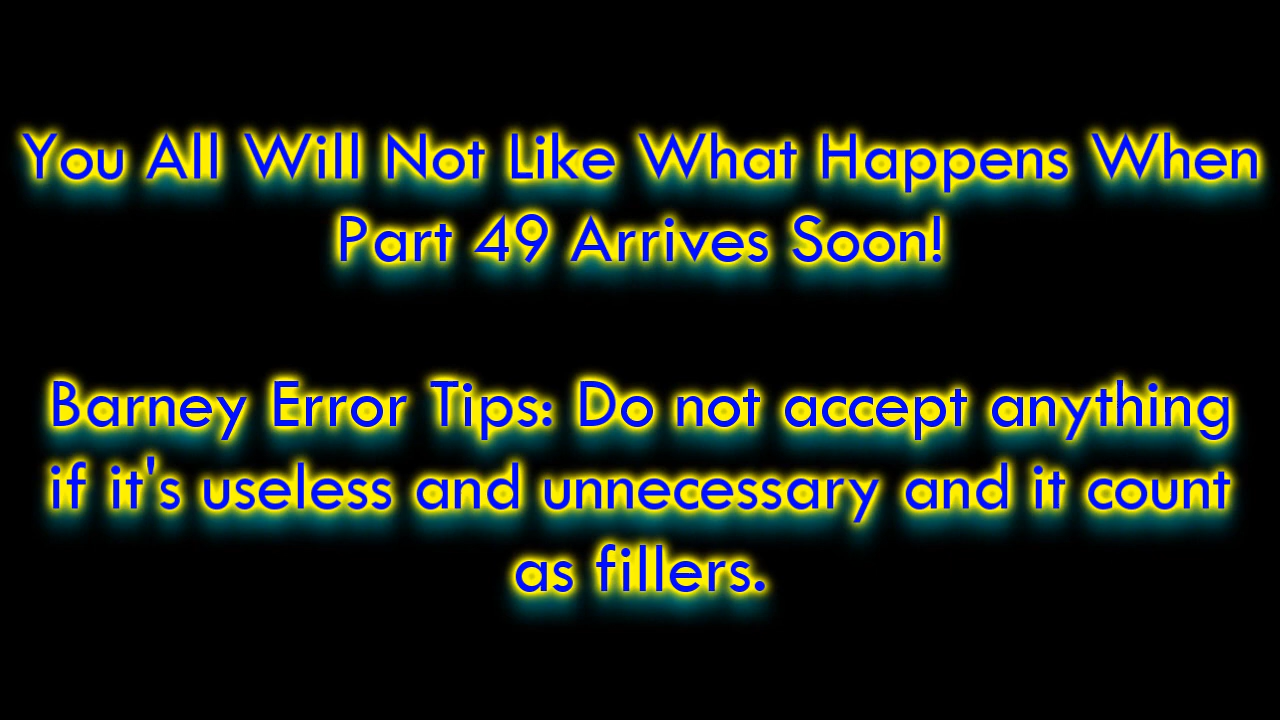 You All Will Not Like What Happens When
Part 49 Arrives Soon!
Barney Error Tips: Do not accept anything
if it's useless and unnecessary and it count
as fillers.